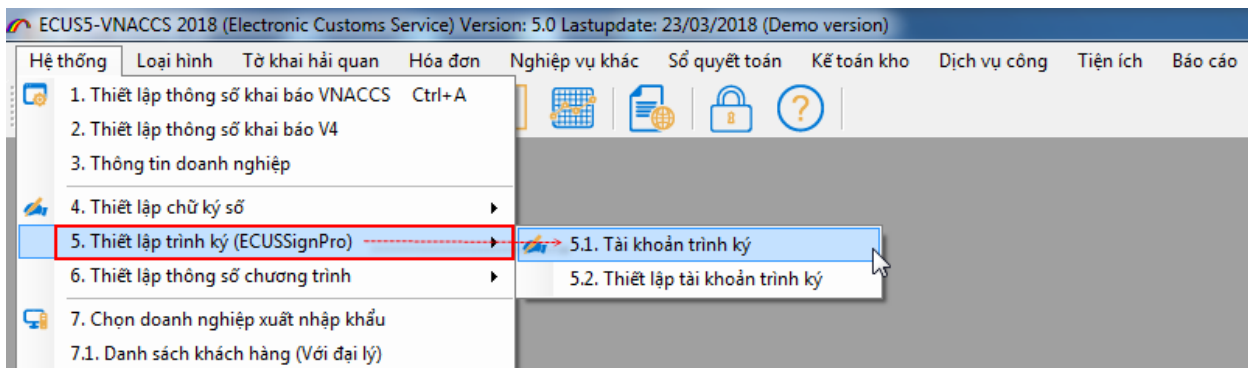 ECUS5-VNACCS 2018 (Electronic Customs Service) Version: 5.0 Lastupdate: 23/03/2018 (Demo version)
Hệ thống Loại hình Tờ khai hải quan Hóa đơn Nghiệp vụ khác Sổ quyết toán Kế toán kho Dịch vụ công Tiện ích Báo cáo
1. Thiết lập thông số khai báo VNACCS Ctrl+A
2. Thiết lập thông số khai báo V4
3. Thông tin doanh nghiệp
4. Thiết lập chữ ký số
5. Thiết lập trình ký (ECUSSignPro)
5.1. Tài khoản trình ký
6. Thiết lập thông số chương trình
5.2. Thiết lập tài khoản trình ký
7. Chọn doanh nghiệp xuất nhập khẩu
7.1. Danh sách khách hàng (Với đại lý)